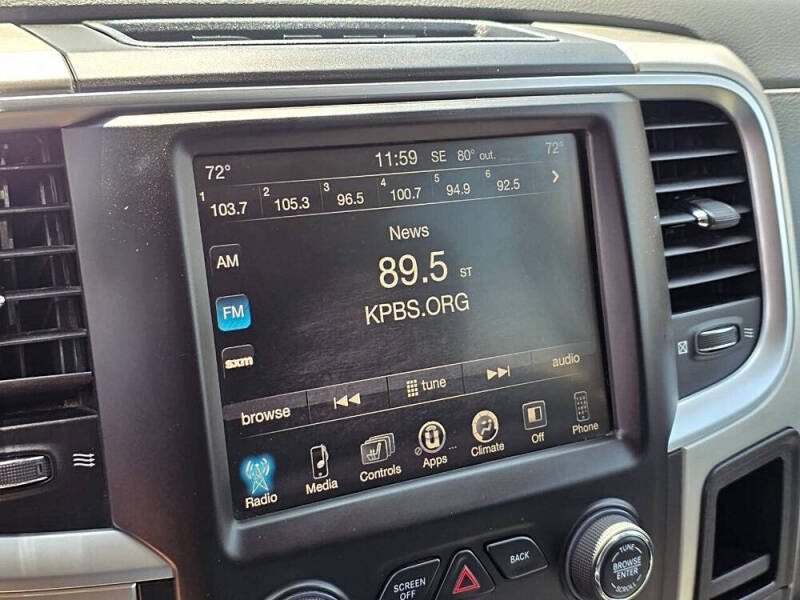 72° 11:59 SE 80° out. 72°
1 103.7 2 105.3 3 96.5 4 100.7 5 94.9 6 92.5 >
News
AM
89.5 ST
FM
KPBS.ORG
sxm
browse tune audio
Radio Media Controls Apps Climate Off Phone
SCREEN OFF BACK
TUNE
BROWSE
ENTER
SCROLL